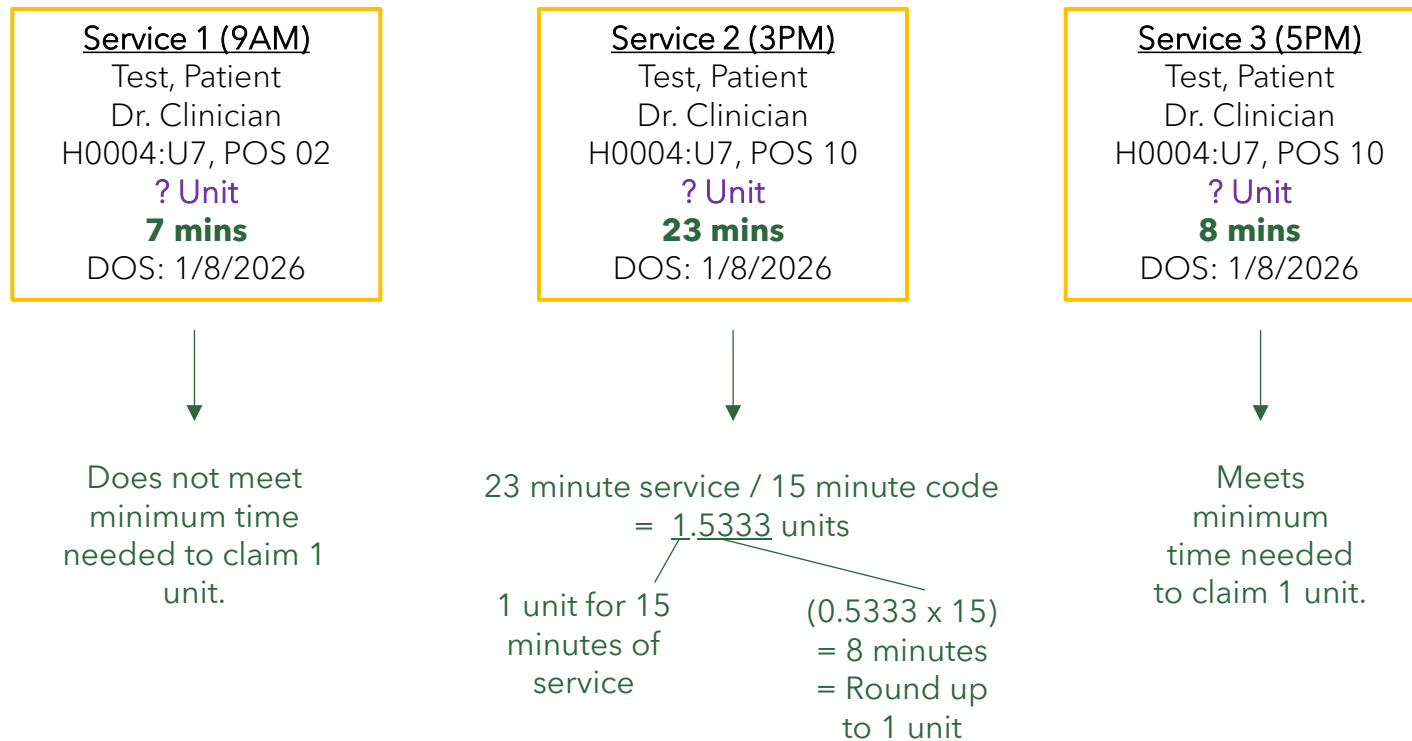 Service 1 (9AM)
Test, Patient
Dr. Clinician
H0004:U7, POS 02
? Unit
7 mins
DOS: 1/8/2026
Service 2 (3PM)
Test, Patient
Dr. Clinician
H0004:U7, POS 10
? Unit
23 mins
DOS: 1/8/2026
Service 3 (5PM)
Test, Patient
Dr. Clinician
H0004:U7, POS 10
? Unit
8 mins
DOS: 1/8/2026
Does not meet
minimum time
needed to claim 1
unit.
23 minute service / 15 minute code
= 1.5333 units
1 unit for 15
minutes of
service
(0.5333 x 15)
= 8 minutes
= Round up
to 1 unit
Meets
minimum
time needed
to claim 1 unit.